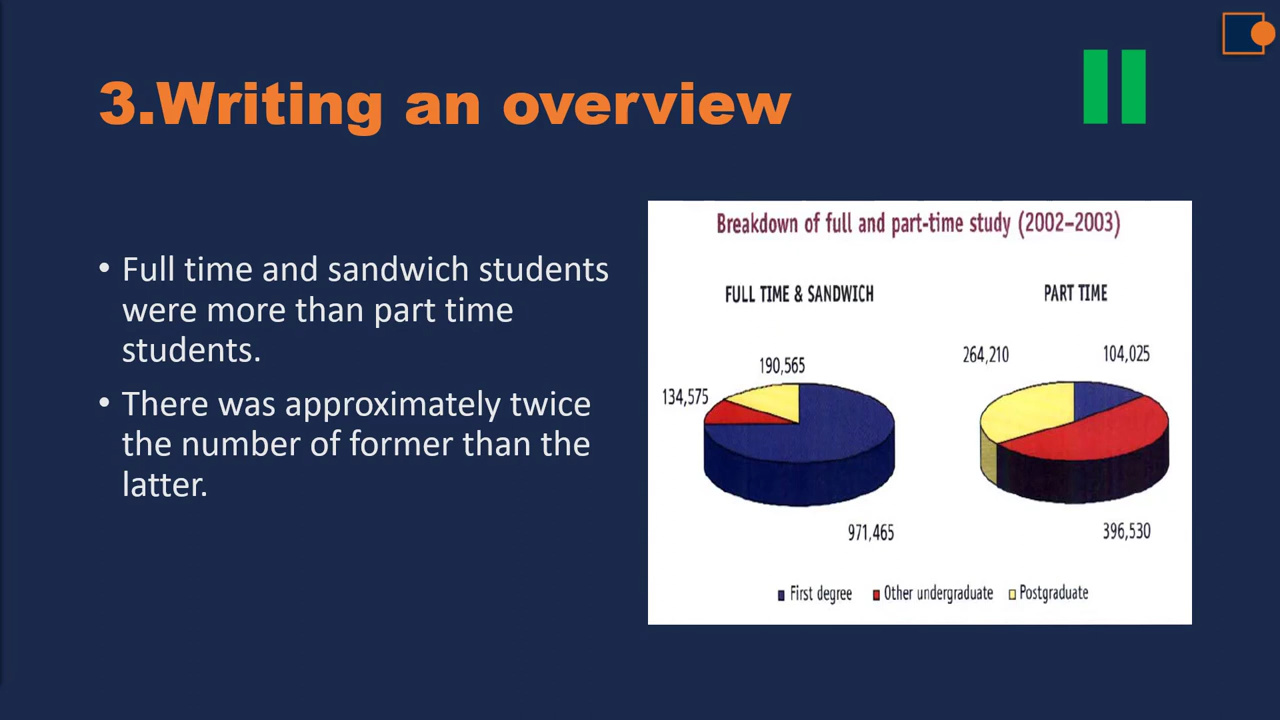 3.Writing an overview
• Full time and sandwich students
were more than part time
students.
• There was approximately twice
the number of former than the
latter.
Breakdown of full and part-time study (2002–2003)
FULL TIME & SANDWICH
PART TIME
190,565
134,575
971,465
264,210
104,025
396,530
First degree
Other undergraduate
Postgraduate